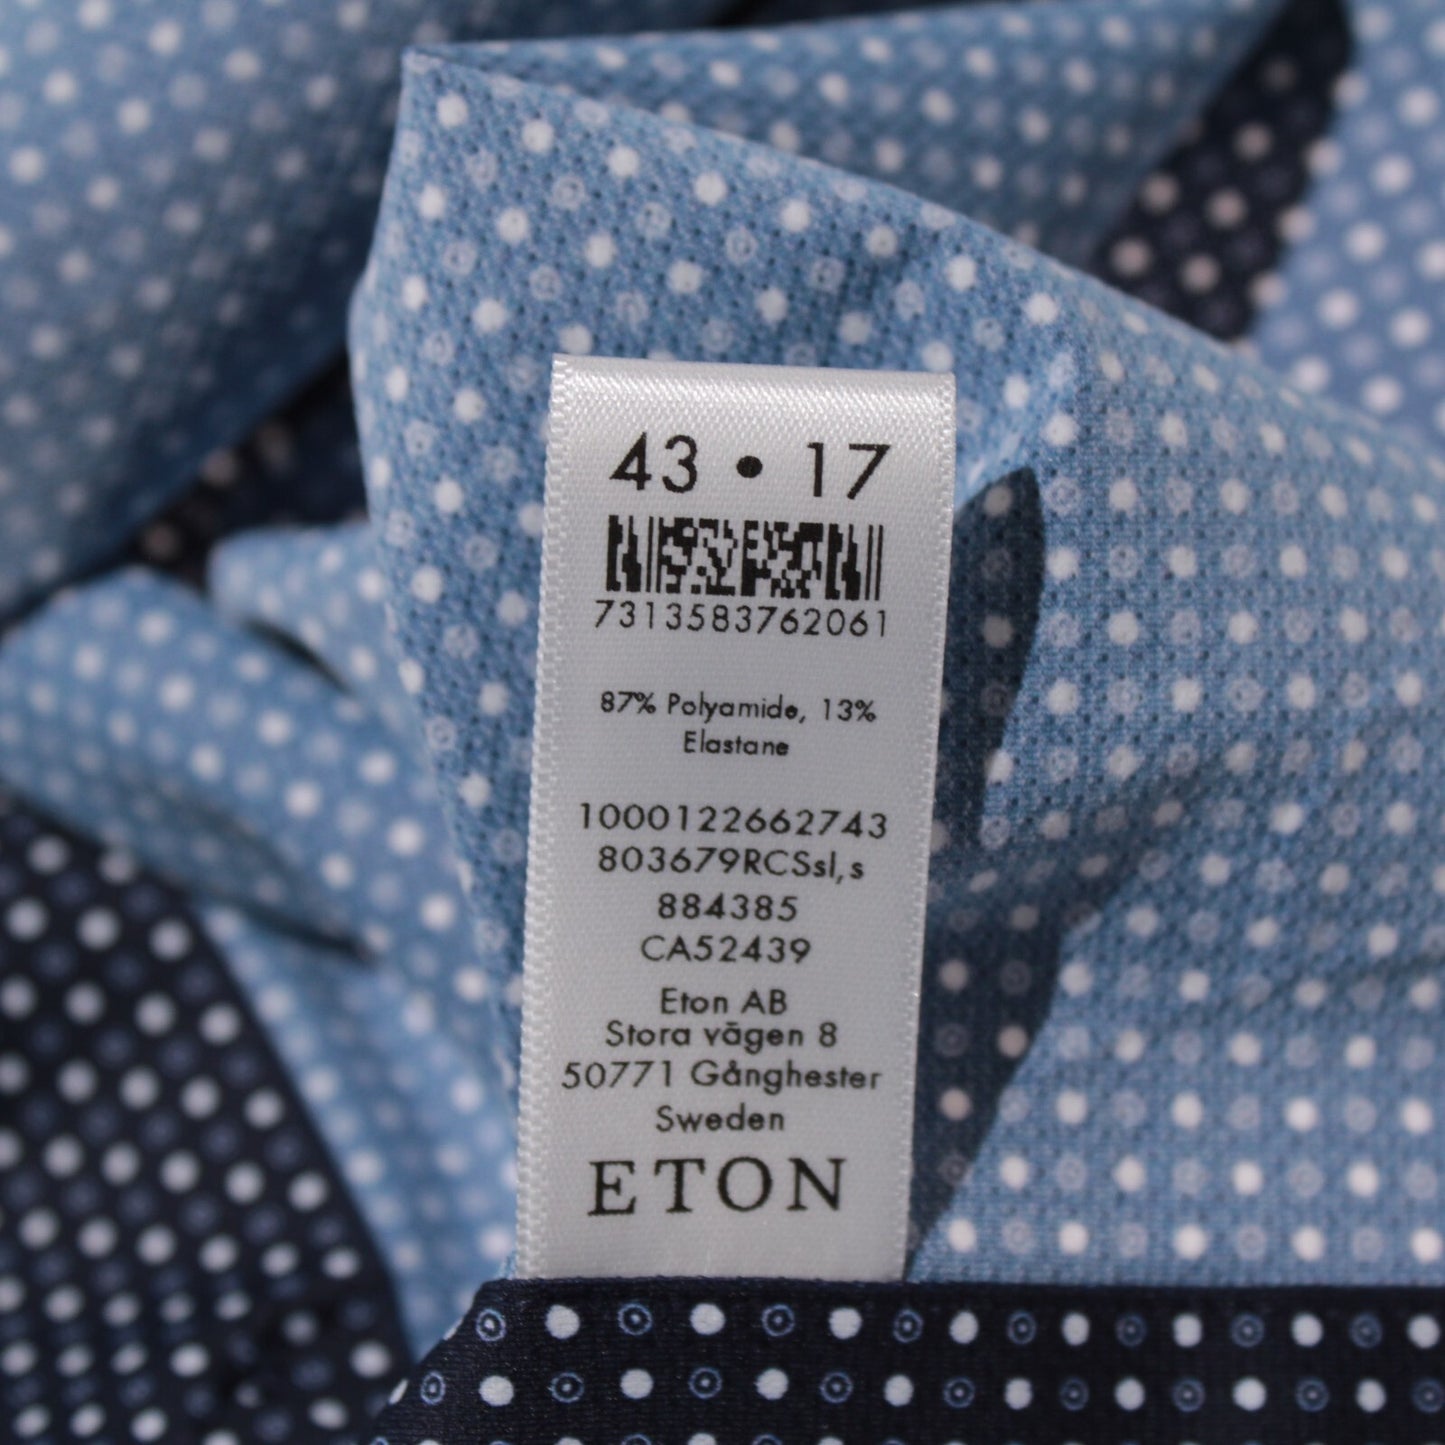 43 • 17
7313583762061
87% Polyamide, 13%
Elastane
1000122662743
803679RCSsl,s
884385
CA52439
Eton AB
Stora vāgen 8
50771 Gånghester
Sweden
ETON